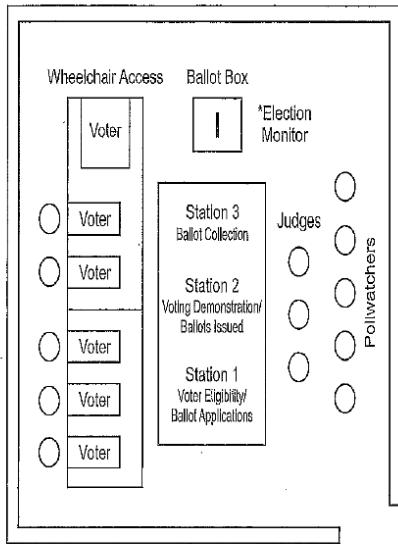 Wheelchair Access
Ballot Box
Voter
I
*Election
Monitor
Voter
Voter
Voter
Voter
Voter
Station 3
Ballot Collection
Station 2
Voting Demonstration/
Ballots Issued
Station 1
Voter Eligibility/
Ballot Applications
Judges
Pollwatchers